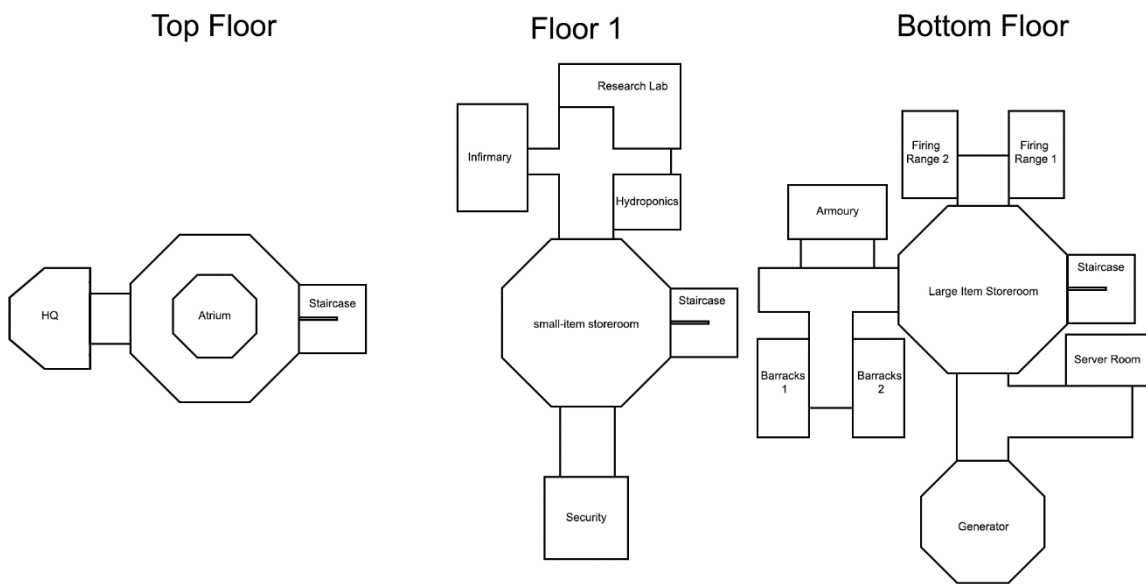 Top Floor
HQ
Atrium
Staircase
Floor 1
Research Lab
Infirmary
Hydroponics
Staircase
small-item storeroom
Security
Bottom Floor
Firing
Range 2
Firing
Range 1
Armoury
Staircase
Large Item Storeroom
Server Room
Barracks
1
Barracks
2
Generator